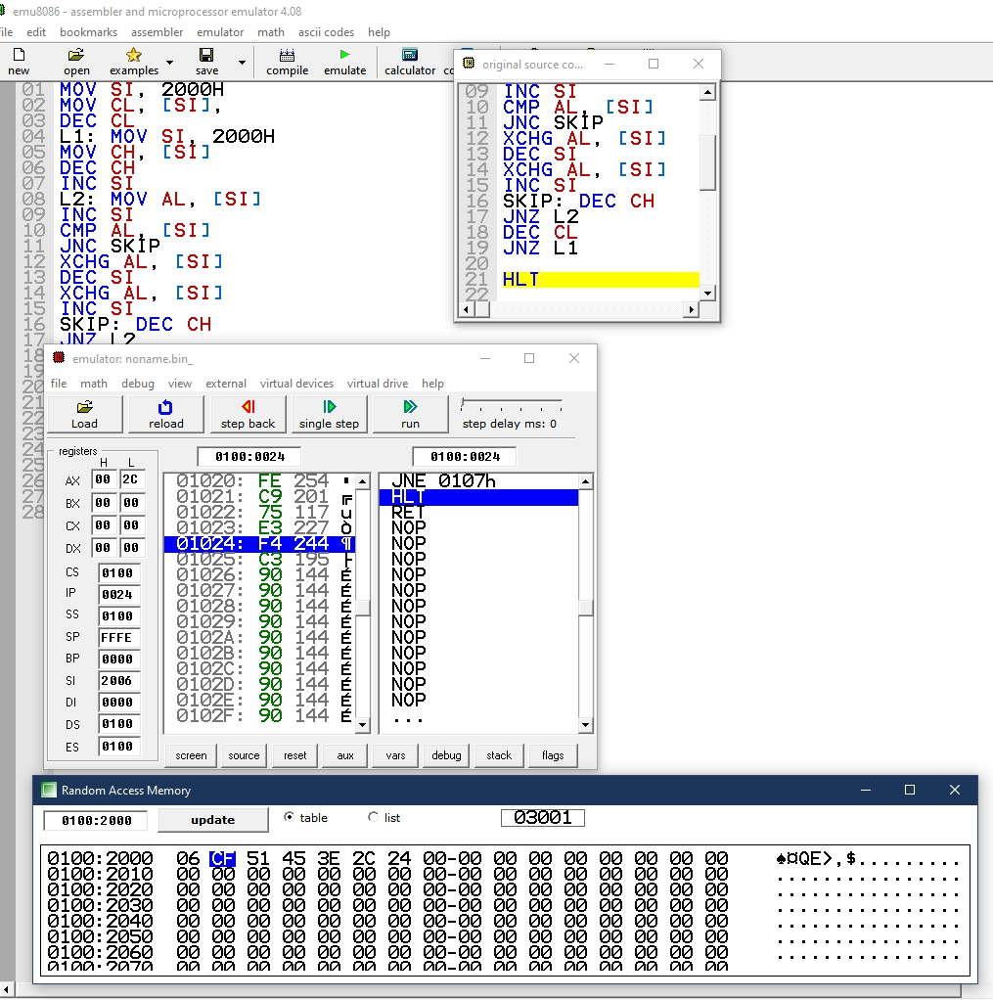 emu8086 - assembler and microprocessor emulator 4.08
file edit bookmarks assembler emulator math ascii codes help
new open examples save compile emulate calculator
01 MOV SI, 2000H
02 MOV CL, [SI],
03 DEC CL
04 L1: MOV SI, 2000H
05 MOV CH, [SI]
06 DEC CH
07 INC SI
08 L2: MOV AL, [SI]
09 INC SI
10 CMP AL, [SI]
11 JNC SKIP
12 XCHG AL, [SI]
13 DEC SI
14 XCHG AL, [SI]
15 INC SI
16 SKIP: DEC CH
17 JNZ L2
18
19
20
21
22
23
24
25
26
27
28
original source co...
09 INC SI
10 CMP AL, [SI]
11 JNC SKIP
12 XCHG AL, [SI]
13 DEC SI
14 XCHG AL, [SI]
15 INC SI
16 SKIP: DEC CH
17 JNZ L2
18 DEC CL
19 JNZ L1
20
21 HLT
22
emulator: noname.bin_
file math debug view external virtual devices virtual drive help
Load reload step back single step run step delay ms: 0
registers
H L
AX 00 2C
BX 00 00
CX 00 00
DX 00 00
CS 0100
IP 0024
SS 0100
SP FFFE
BP 0000
SI 2006
DI 0000
DS 0100
ES 0100
0100:0024 0100:0024
01020: FE 254
01021: C9 201 ╔
01022: 75 117 u
01023: E3 227
01024: F4 244 ¶
01025: C3 195 ├
01026: 90 144 É
01027: 90 144 É
01028: 90 144 É
01029: 90 144 É
0102A: 90 144 É
0102B: 90 144 É
0102C: 90 144 É
0102D: 90 144 É
0102E: 90 144 É
0102F: 90 144 É
JNE 0107h
HLT
RET
NOP
NOP
NOP
NOP
NOP
NOP
NOP
NOP
NOP
NOP
NOP
NOP
...
screen source reset aux vars debug stack flags
Random Access Memory
0100:2000 update table list 03001
0100:2000 06 CF 51 45 3E 2C 24 00-00 00 00 00 00 00 00 00 ♠¤QE>,$.........
0100:2010 00 00 00 00 00 00 00 00-00 00 00 00 00 00 00 00 ................
0100:2020 00 00 00 00 00 00 00 00-00 00 00 00 00 00 00 00 ................
0100:2030 00 00 00 00 00 00 00 00-00 00 00 00 00 00 00 00 ................
0100:2040 00 00 00 00 00 00 00 00-00 00 00 00 00 00 00 00 ................
0100:2050 00 00 00 00 00 00 00 00-00 00 00 00 00 00 00 00 ................
0100:2060 00 00 00 00 00 00 00 00-00 00 00 00 00 00 00 00 ................
0100:2070 00 00 00 00 00 00 00 00-00 00 00 00 00 00 00 00